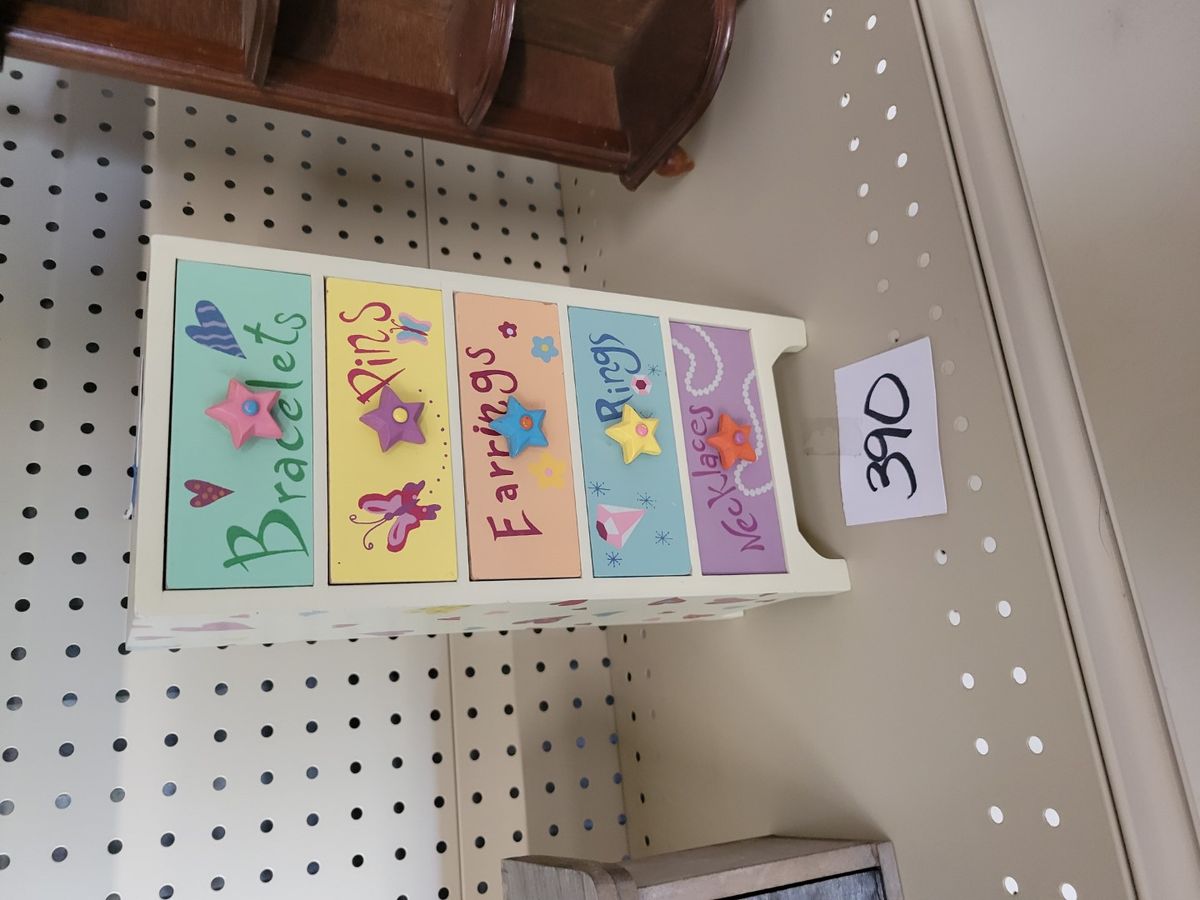 Bracelets
Pins
Earrings
Rings
Necklaces
390